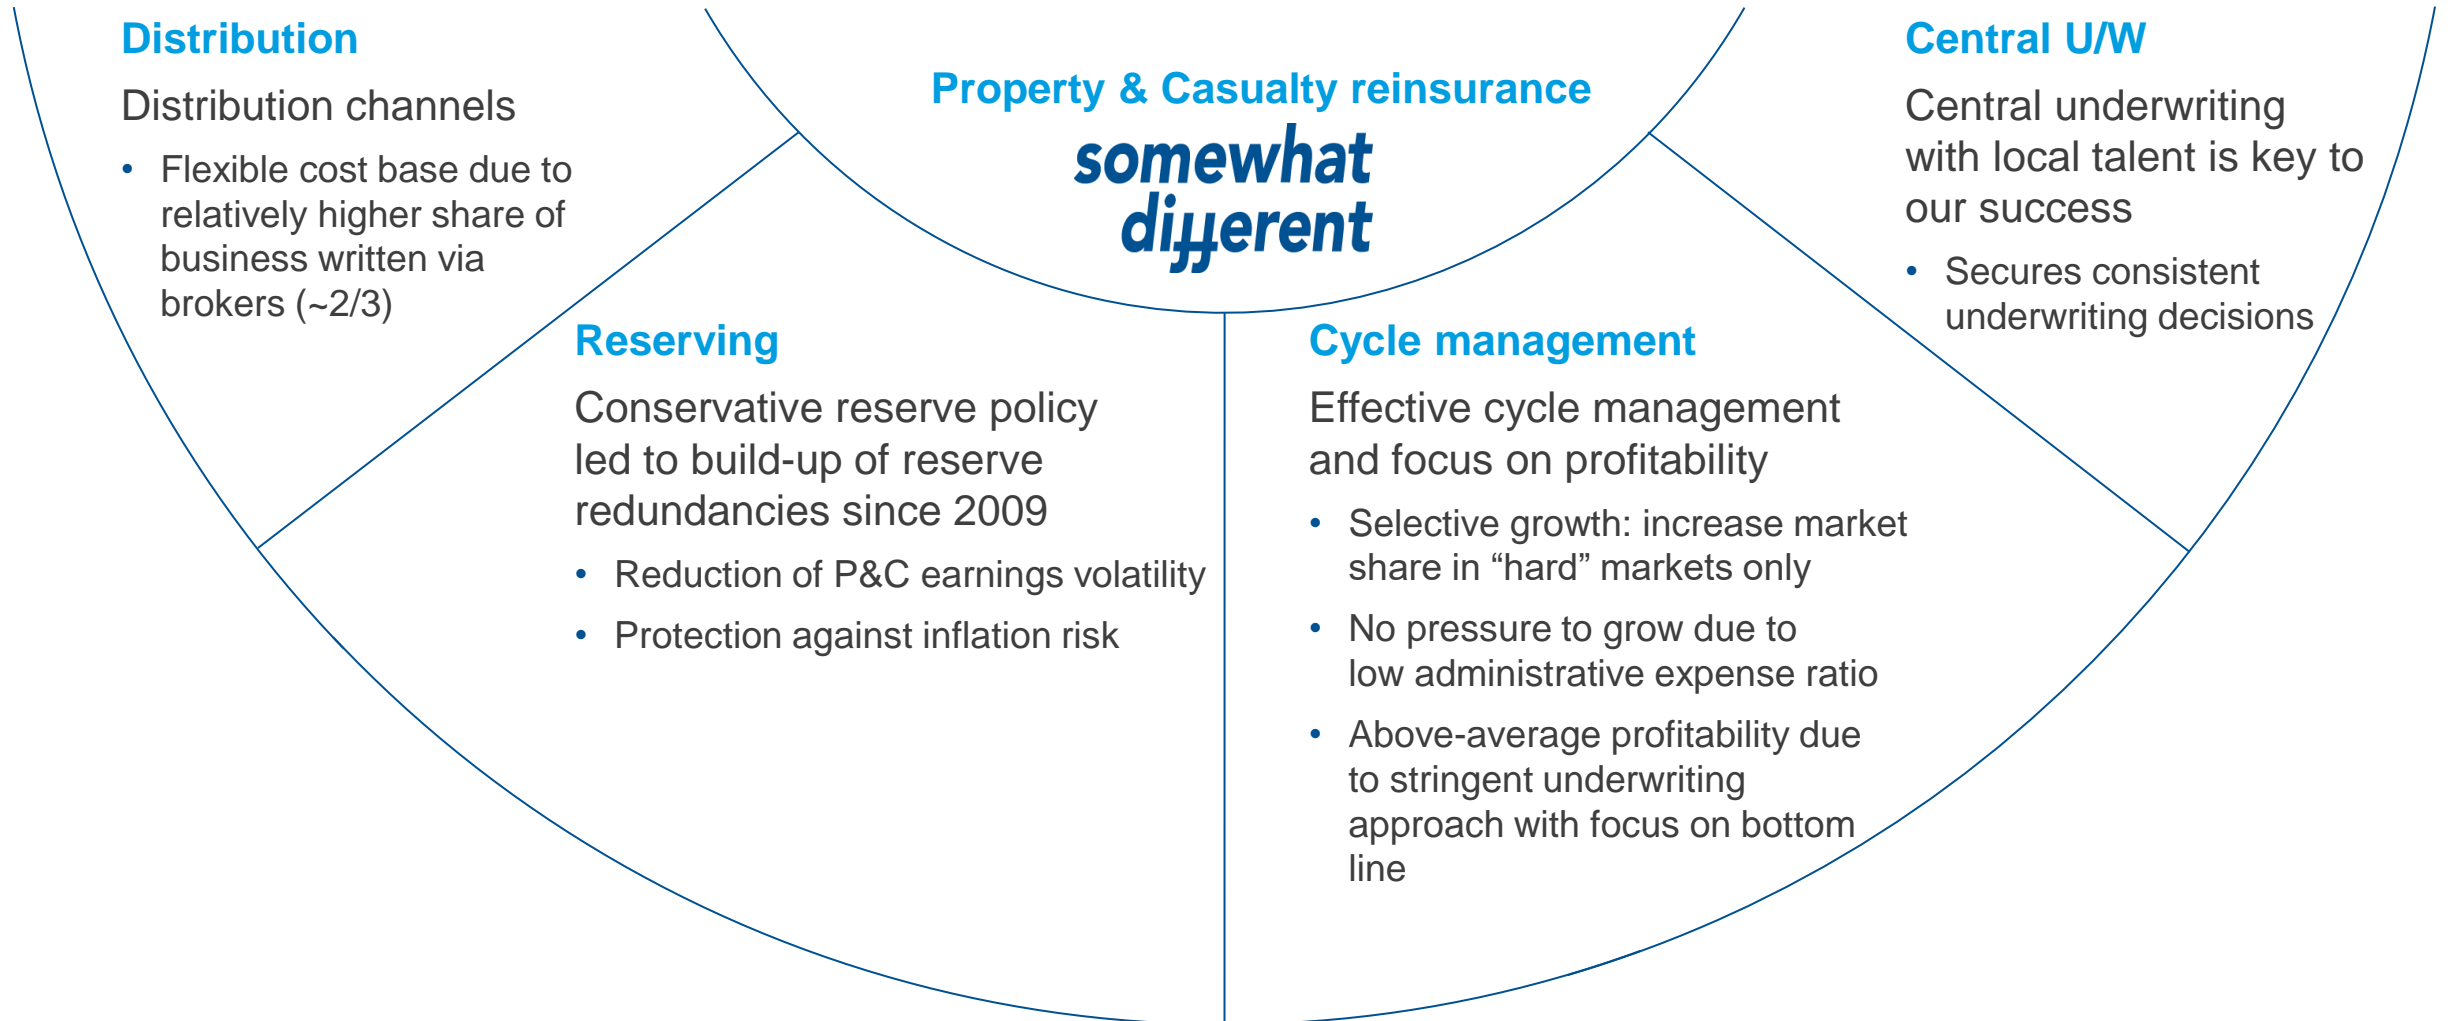 Distribution
Distribution channels
• Flexible cost base due to
relatively higher share of
business written via
brokers (~2/3)
Property & Casualty reinsurance
somewhat
different
Central U/W
Central underwriting
with local talent is key to
our success
• Secures consistent
underwriting decisions
Reserving
Conservative reserve policy
led to build-up of reserve
redundancies since 2009
• Reduction of P&C earnings volatility
• Protection against inflation risk
Cycle management
Effective cycle management
and focus on profitability
• Selective growth: increase market
share in “hard” markets only
• No pressure to grow due to
low administrative expense ratio
• Above-average profitability due
to stringent underwriting
approach with focus on bottom
line